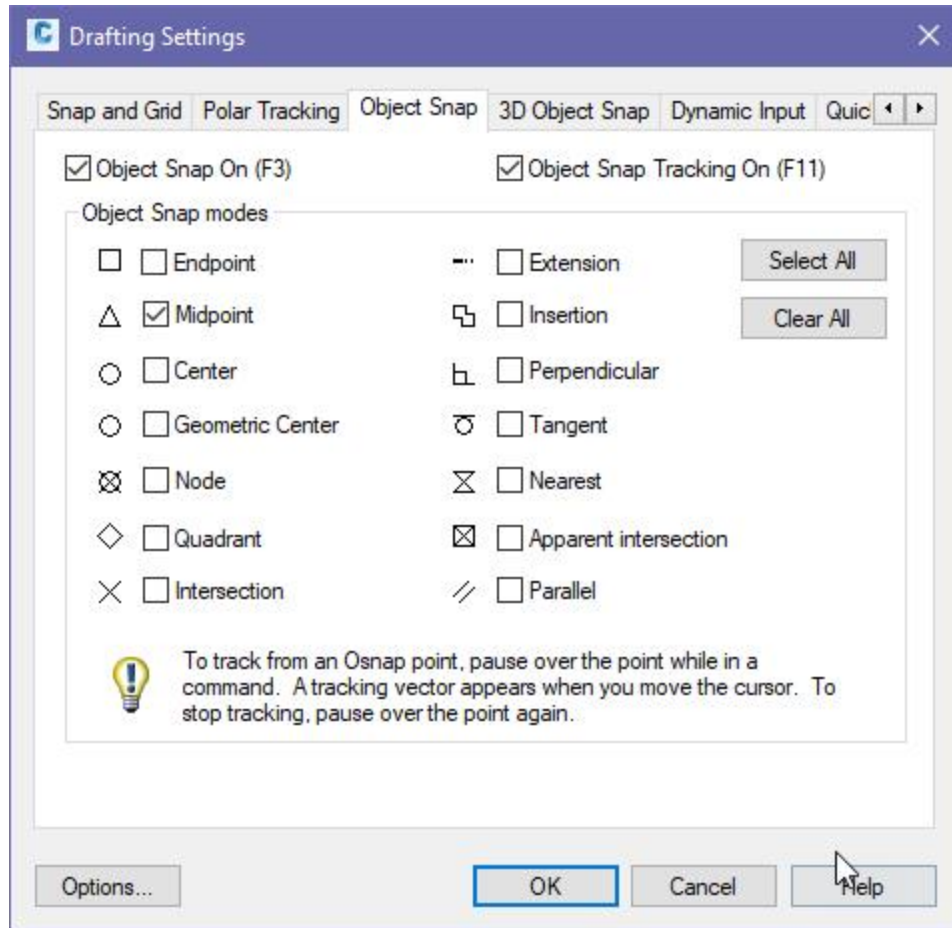 Drafting Settings
Snap and Grid Polar Tracking Object Snap 3D Object Snap Dynamic Input Quic
Object Snap On (F3) Object Snap Tracking On (F11)
Object Snap modes
Endpoint Extension Select All
Midpoint Insertion Clear All
Center Perpendicular
Geometric Center Tangent
Node Nearest
Quadrant Apparent intersection
Intersection Parallel
To track from an Osnap point, pause over the point while in a
command. A tracking vector appears when you move the cursor. To
stop tracking, pause over the point again.
Options... OK Cancel Help